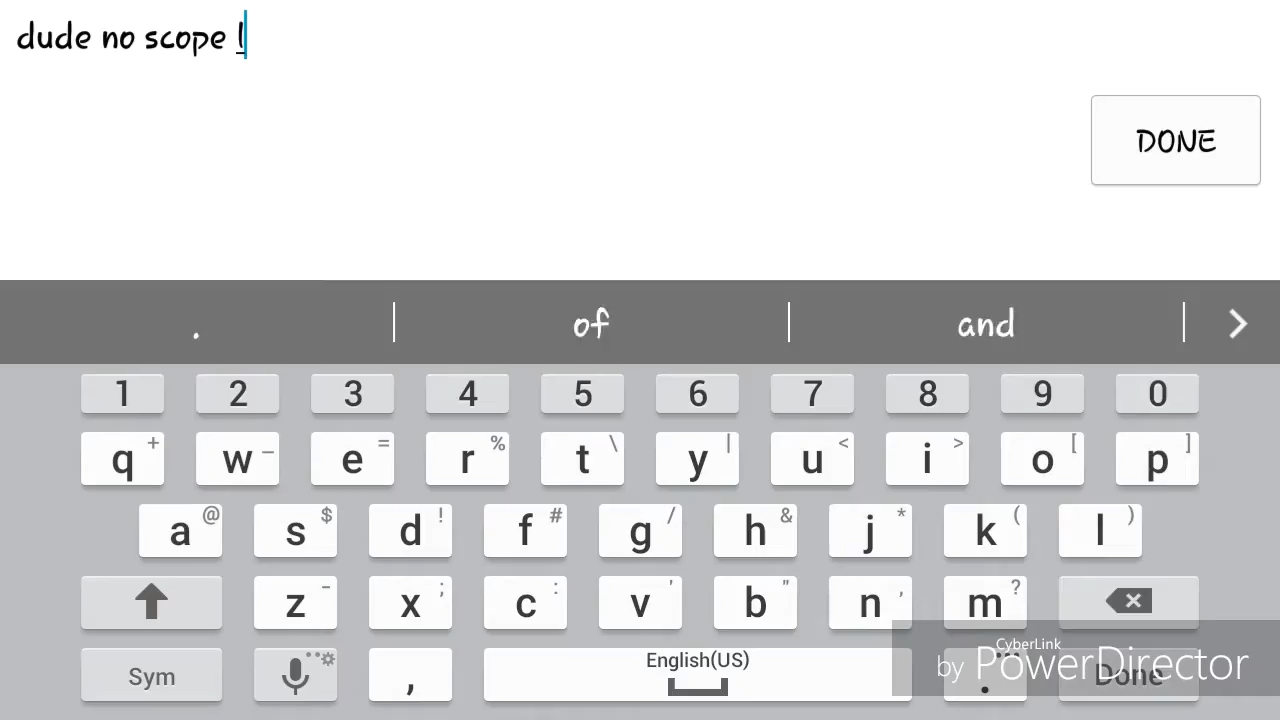 dude no scope l
DONE
. of and
1 2 3 4 5 6 7 8 9 0
q + w – e = r % t \ y | u < i > o [ p ]
a @ s $ d ! f # g / h & j * k ( l )
z - x ; c : v ' b " n , m ?
Sym , English(US) . Done
CyberLink
by PowerDirector